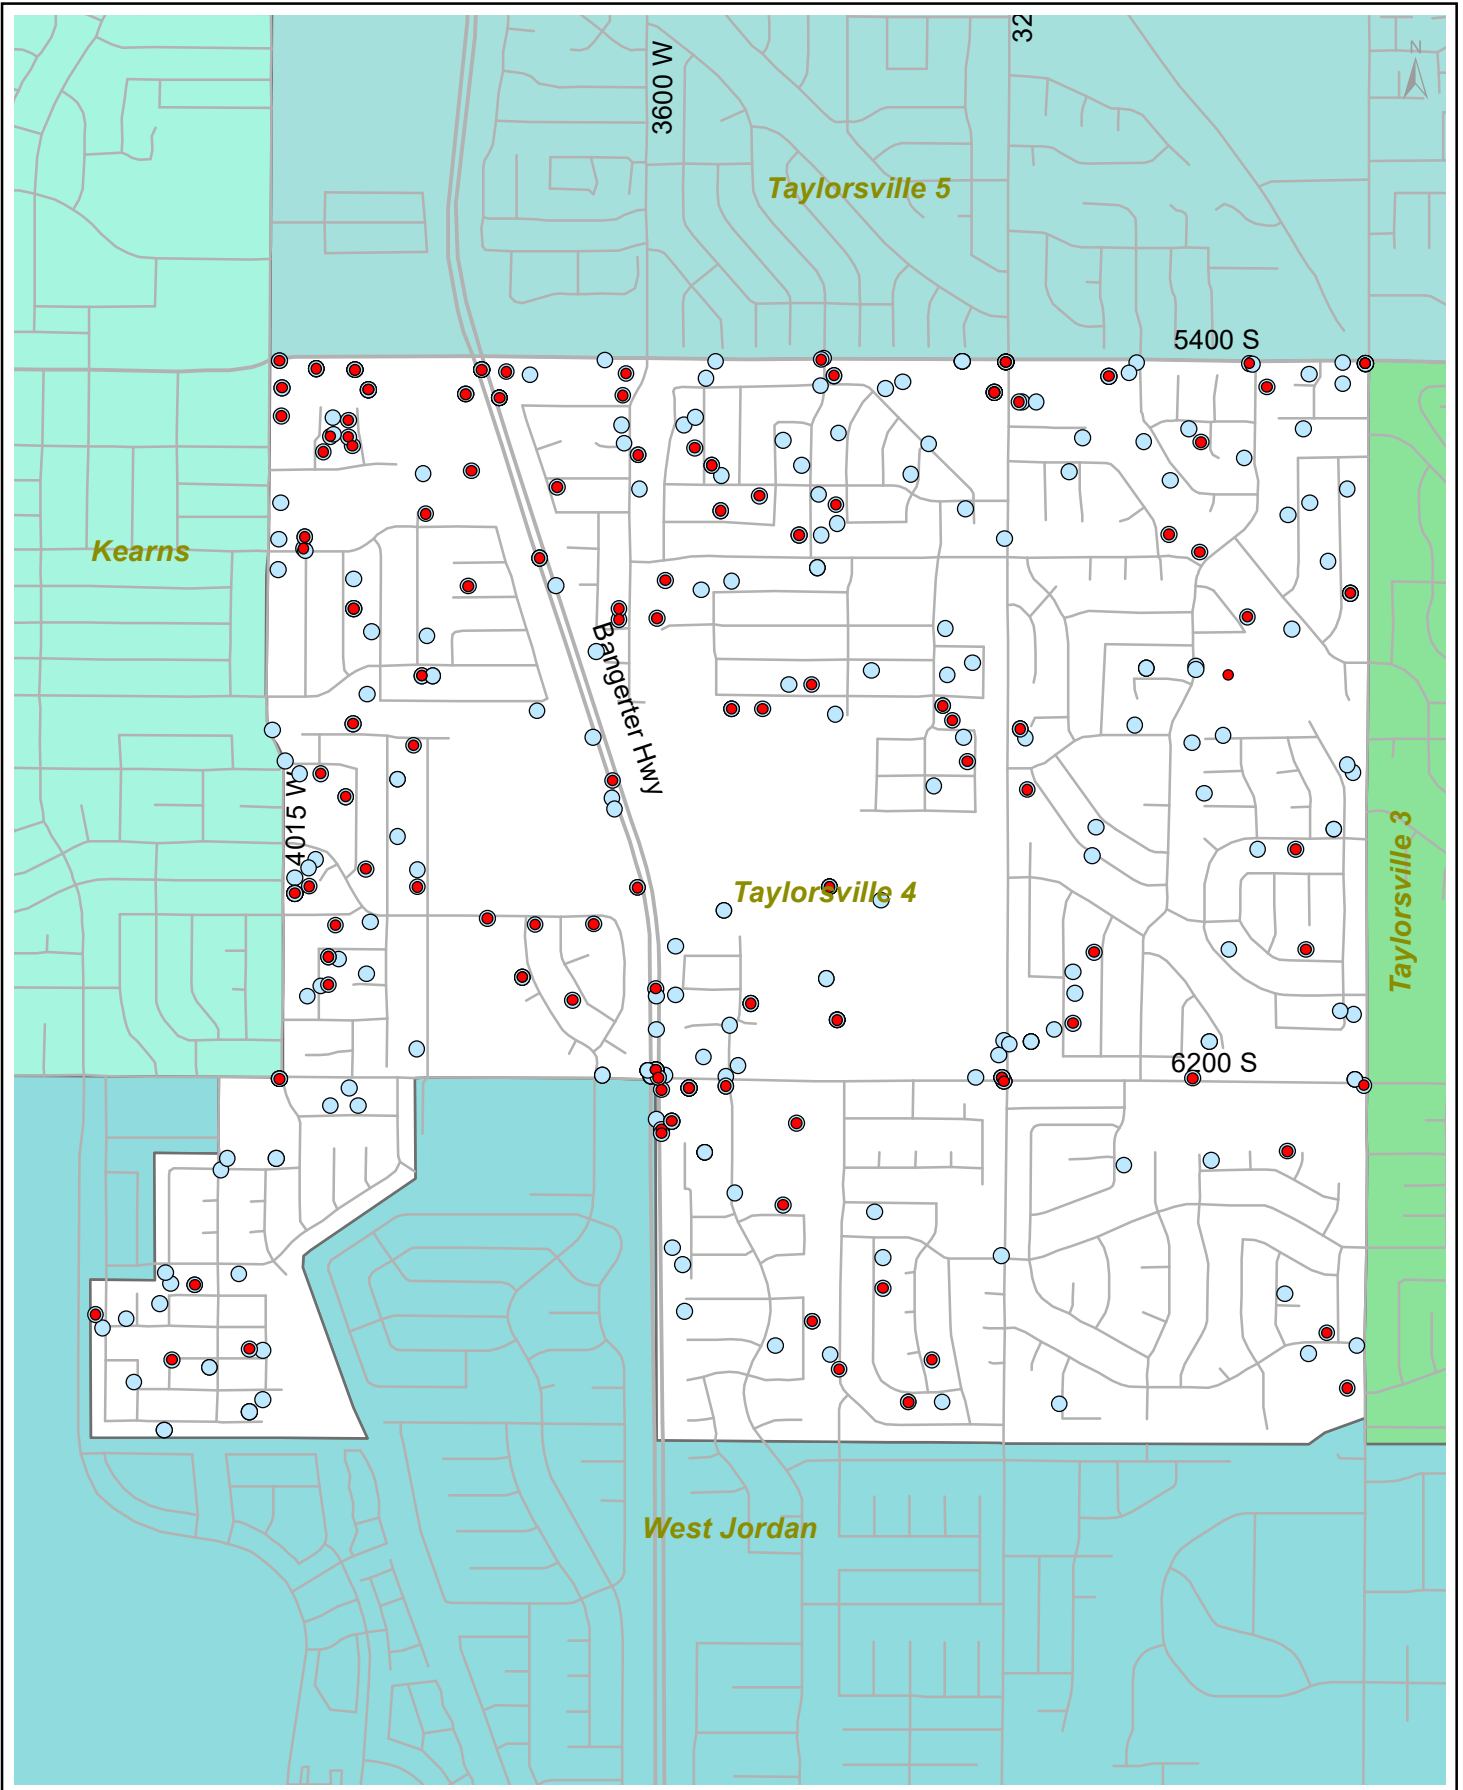 32
N
3600 W
Taylorsville 5
5400 S
Kearns
Bangerter Hwy
4015 W
Taylorsville 4
Taylorsville 3
6200 S
West Jordan